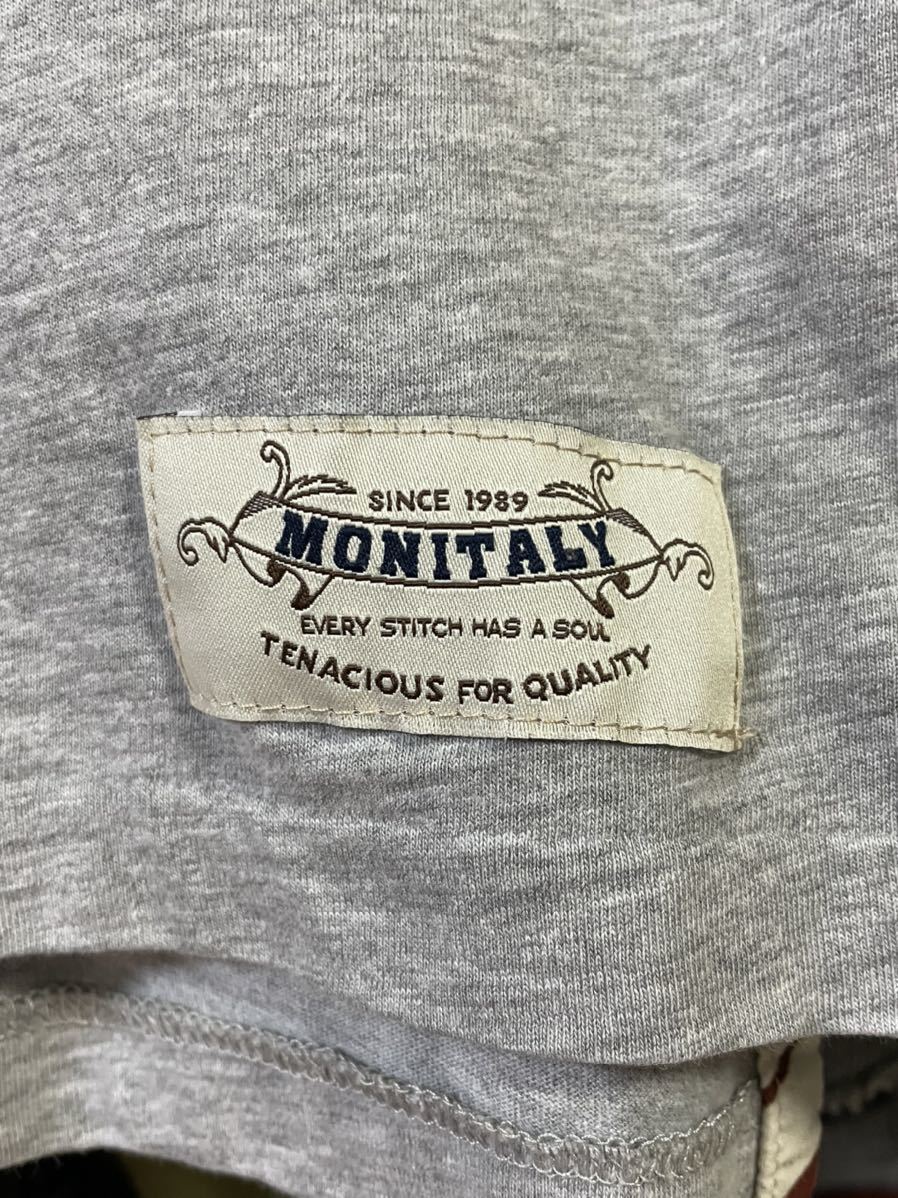 SINCE 1989
MONITALY
EVERY STITCH HAS A SOUL
TENACIOUS FOR QUALITY